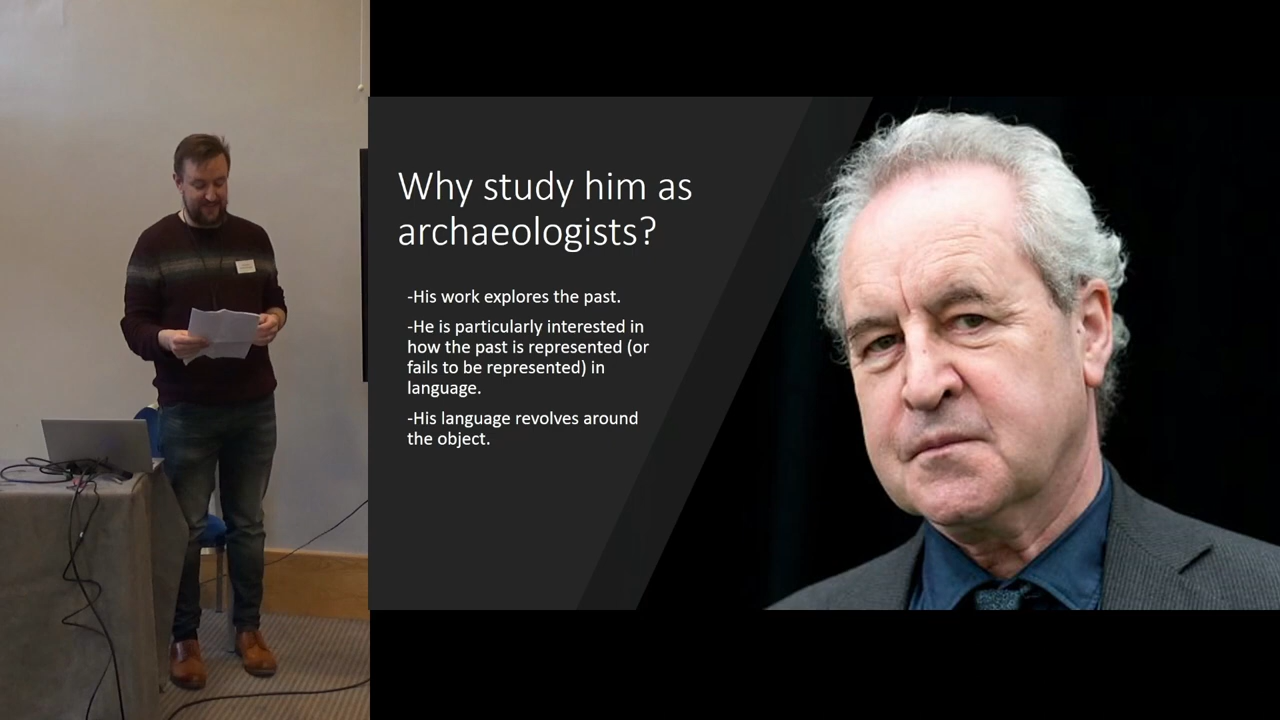 Why study him as
archaeologists?
-His work explores the past.
-He is particularly interested in
how the past is represented (or
fails to be represented) in
language.
-His language revolves around
the object.